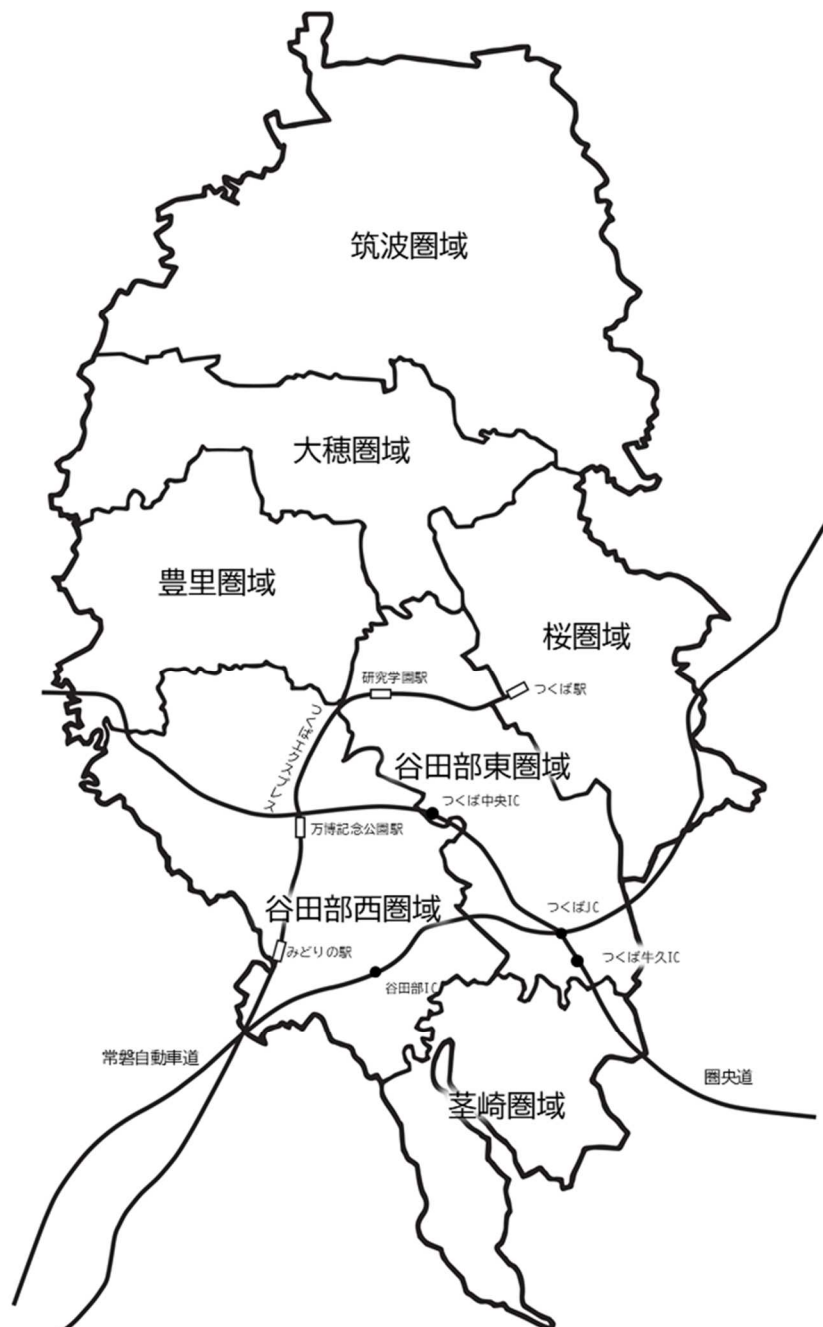 筑波圏域
大穂圏域
豊里圏域
桜圏域
研究学園駅
つくば駅
つくばエクスプレス
谷田部東圏域
つくば中央IC
万博記念公園駅
谷田部西圏域
つくばJC
みどりの駅
つくば牛久IC
谷田部IC
常磐自動車道
圏央道
茎崎圏域